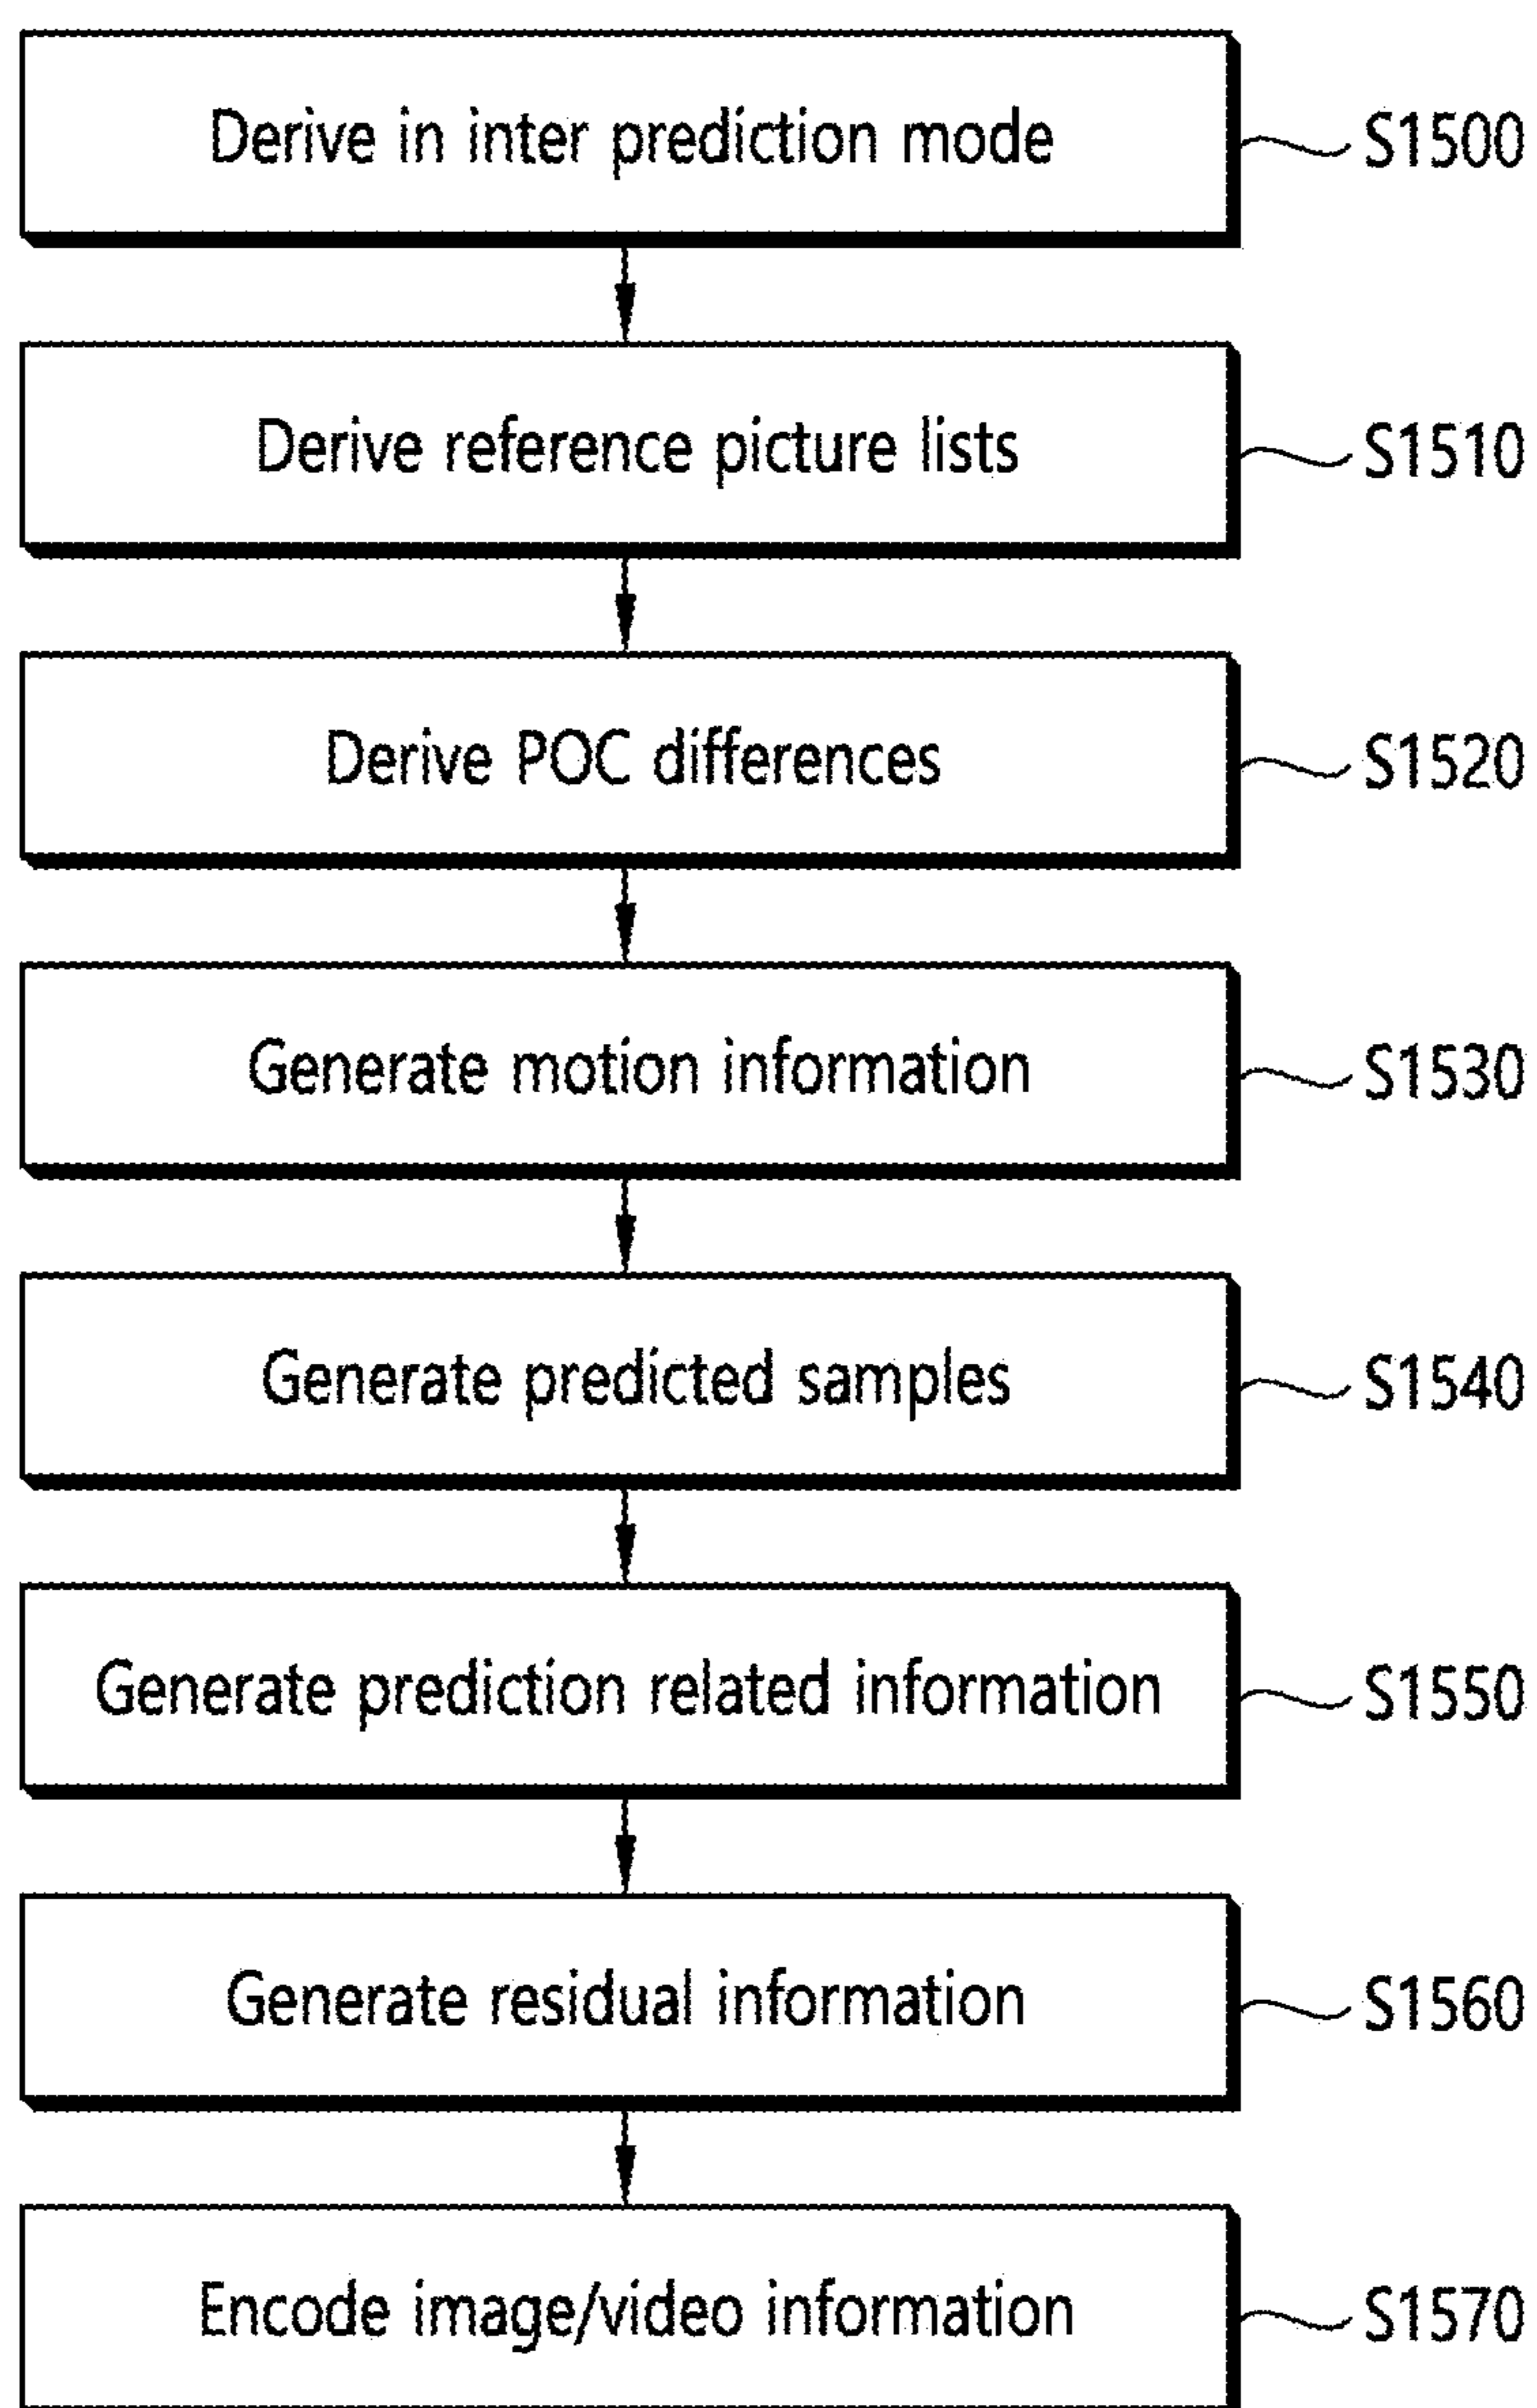 Derive in inter prediction mode S1500
Derive reference picture lists S1510
Derive POC differences S1520
Generate motion information S1530
Generate predicted samples S1540
Generate prediction related information S1550
Generate residual information S1560
Encode image/video information S1570